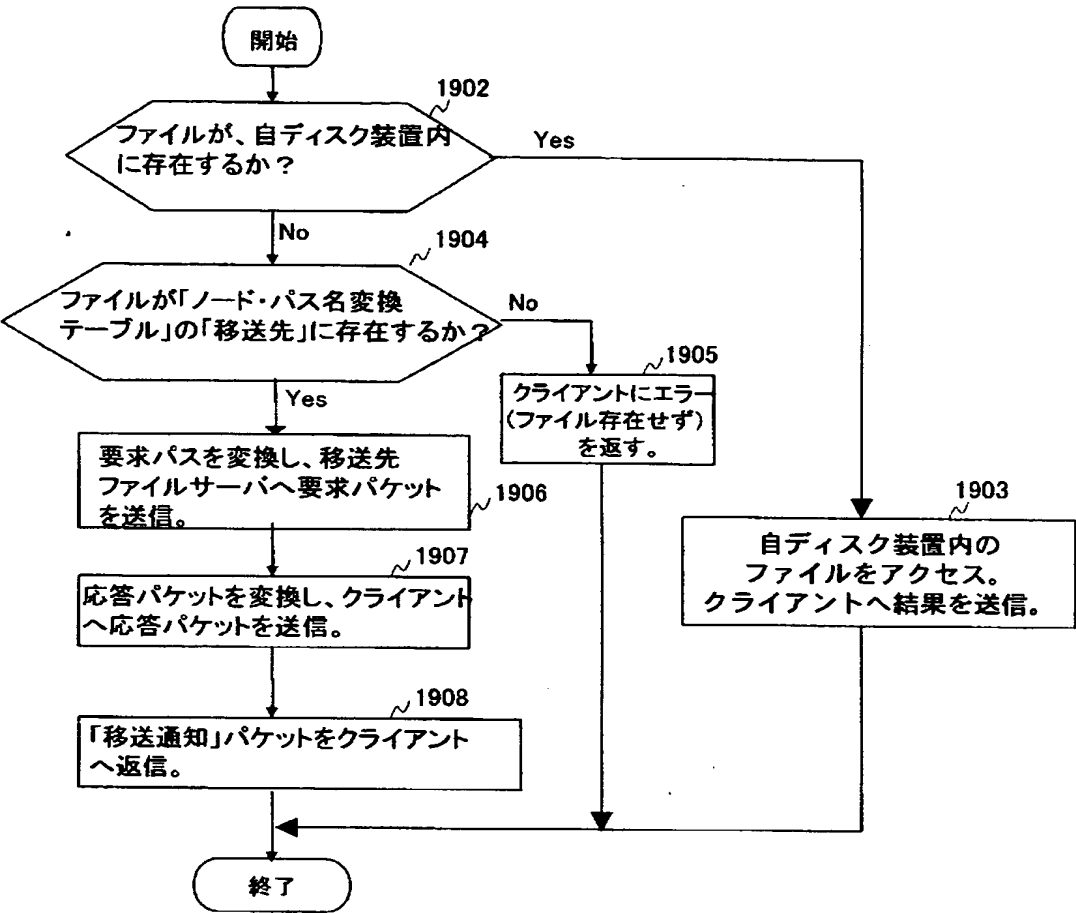 開始
1902
ファイルが、自ディスク装置内
に存在するか？
Yes
No
1904
ファイルが「ノード・パス名変換
テーブル」の「移送先」に存在するか？
No
Yes
1905
クライアントにエラー
(ファイル存在せず)
を返す。
要求パスを変換し、移送先
ファイルサーバへ要求パケット
を送信。
1906
1903
自ディスク装置内の
ファイルをアクセス。
クライアントへ結果を送信。
1907
応答パケットを変換し、クライアント
へ応答パケットを送信。
1908
「移送通知」パケットをクライアント
へ返信。
終了